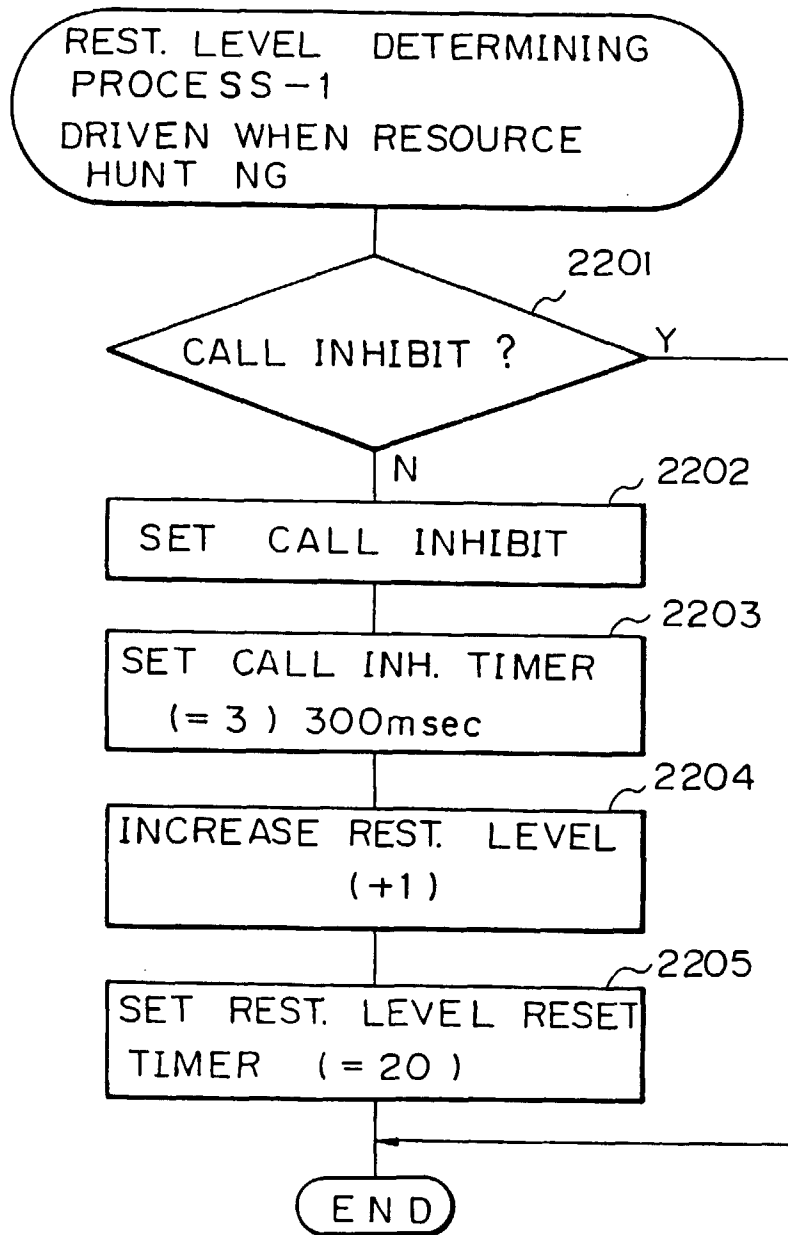 REST. LEVEL DETERMINING
PROCESS-1
DRIVEN WHEN RESOURCE
HUNT NG
2201
CALL INHIBIT ?
Y
N
2202
SET CALL INHIBIT
2203
SET CALL INH. TIMER
(= 3 ) 300msec
2204
INCREASE REST. LEVEL
(+1)
2205
SET REST. LEVEL RESET
TIMER (= 20 )
END